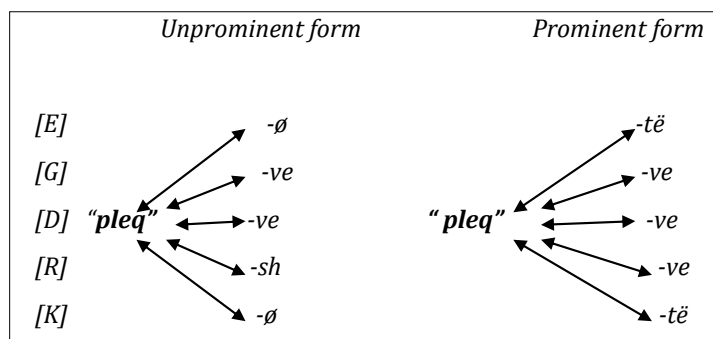 Unprominent form Prominent form
[E] -ø -të
[G] -ve -ve
[D] “pleq” -ve “ pleq” -ve
[R] -sh -ve
[K] -ø -të